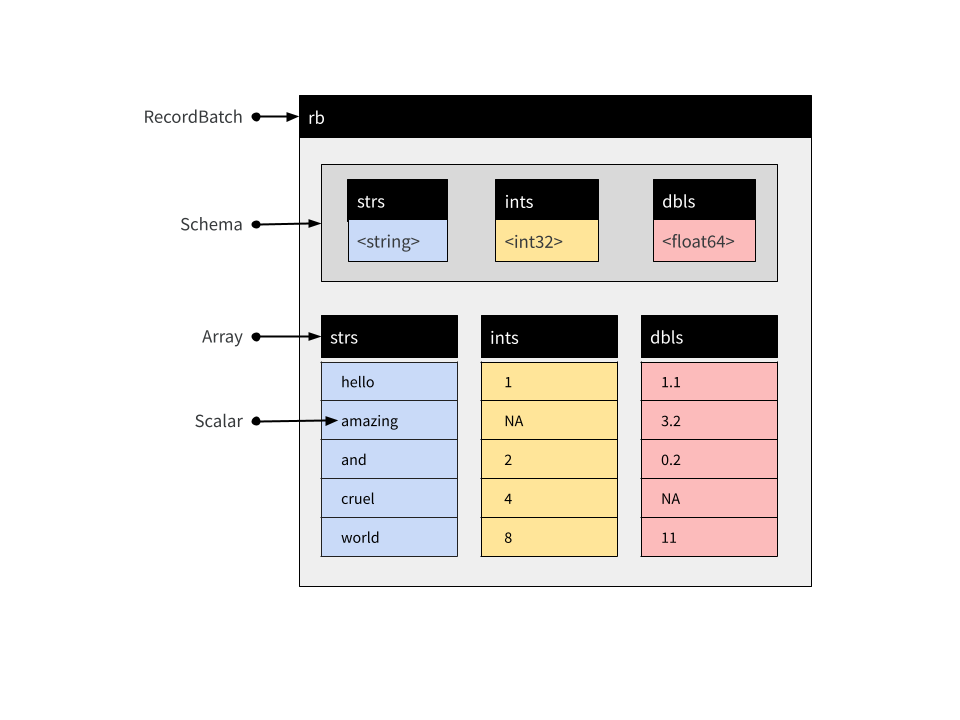 RecordBatch
rb
strs ints dbls
Schema
<string> <int32> <float64>
Array
strs ints dbls
hello 1 1.1
Scalar
amazing NA 3.2
and 2 0.2
cruel 4 NA
world 8 11